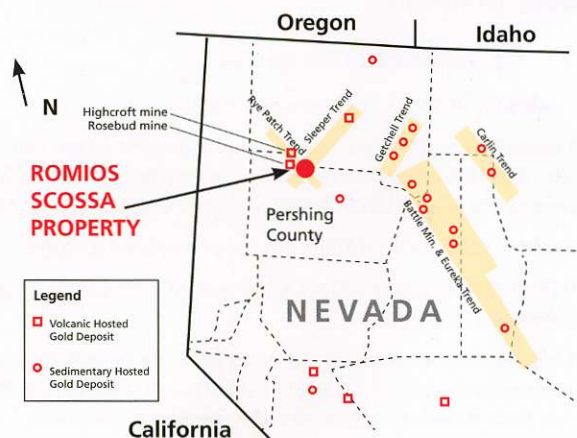 Oregon
Idaho
N
Highcroft mine
Rosebud mine
Rye Patch Trend
Sleeper Trend
Getchell Trend
Carlin Trend
ROMIOS
SCOSSA
PROPERTY
Pershing
County
Battle Min. & Eureka Trend
NEVADA
Legend
Volcanic Hosted
Gold Deposit
Sedimentary Hosted
Gold Deposit
California